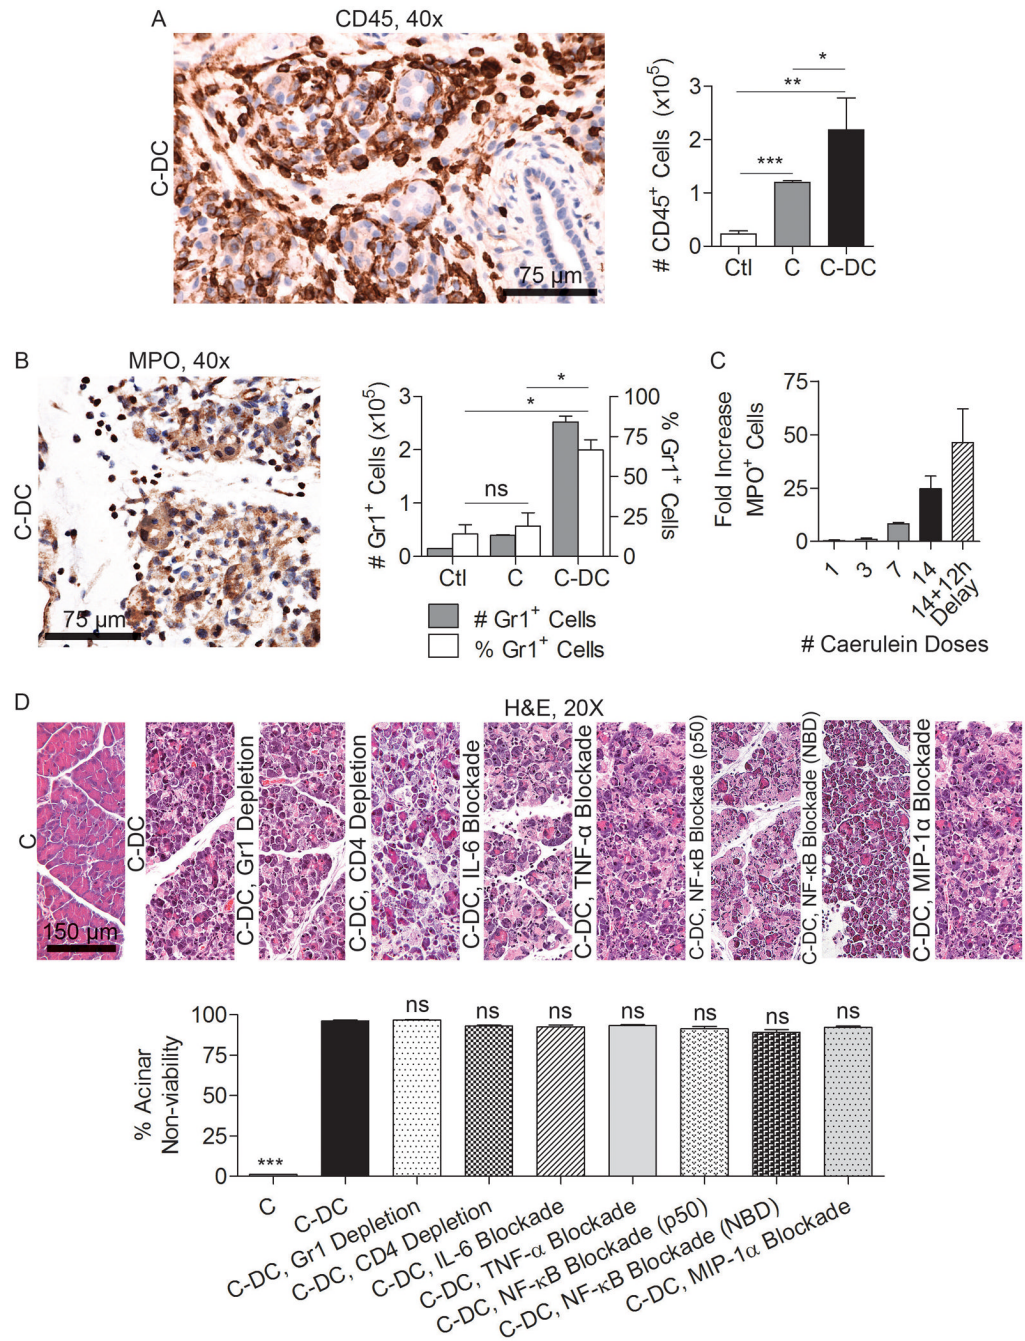 A
CD45, 40x
C-DC
75 µm
# CD45⁺ Cells (x10⁵)
3
2
1
0
*
**
***
Ctl C C-DC
B
MPO, 40x
C-DC
75 µm
# Gr1⁺ Cells (x10⁵)
3
2
1
0
*
*
ns
100
75
50
25
0
% Gr1⁺ Cells
Ctl C C-DC
# Gr1⁺ Cells
% Gr1⁺ Cells
C
Fold Increase
MPO⁺ Cells
75
50
25
0
1 3 7 14 14+12h
Delay
# Caerulein Doses
D
H&E, 20X
C
150 µm
C-DC
C-DC, Gr1 Depletion
C-DC, CD4 Depletion
C-DC, IL-6 Blockade
C-DC, TNF-α Blockade
C-DC, NF-κB Blockade (p50)
C-DC, NF-κB Blockade (NBD)
C-DC, MIP-1α Blockade
% Acinar
Non-viability
100
75
50
25
0
*** ns ns ns ns ns ns ns
C
C-DC
C-DC, Gr1 Depletion
C-DC, CD4 Depletion
C-DC, IL-6 Blockade
C-DC, TNF-α Blockade
C-DC, NF-κB Blockade (p50)
C-DC, NF-κB Blockade (NBD)
C-DC, MIP-1α Blockade